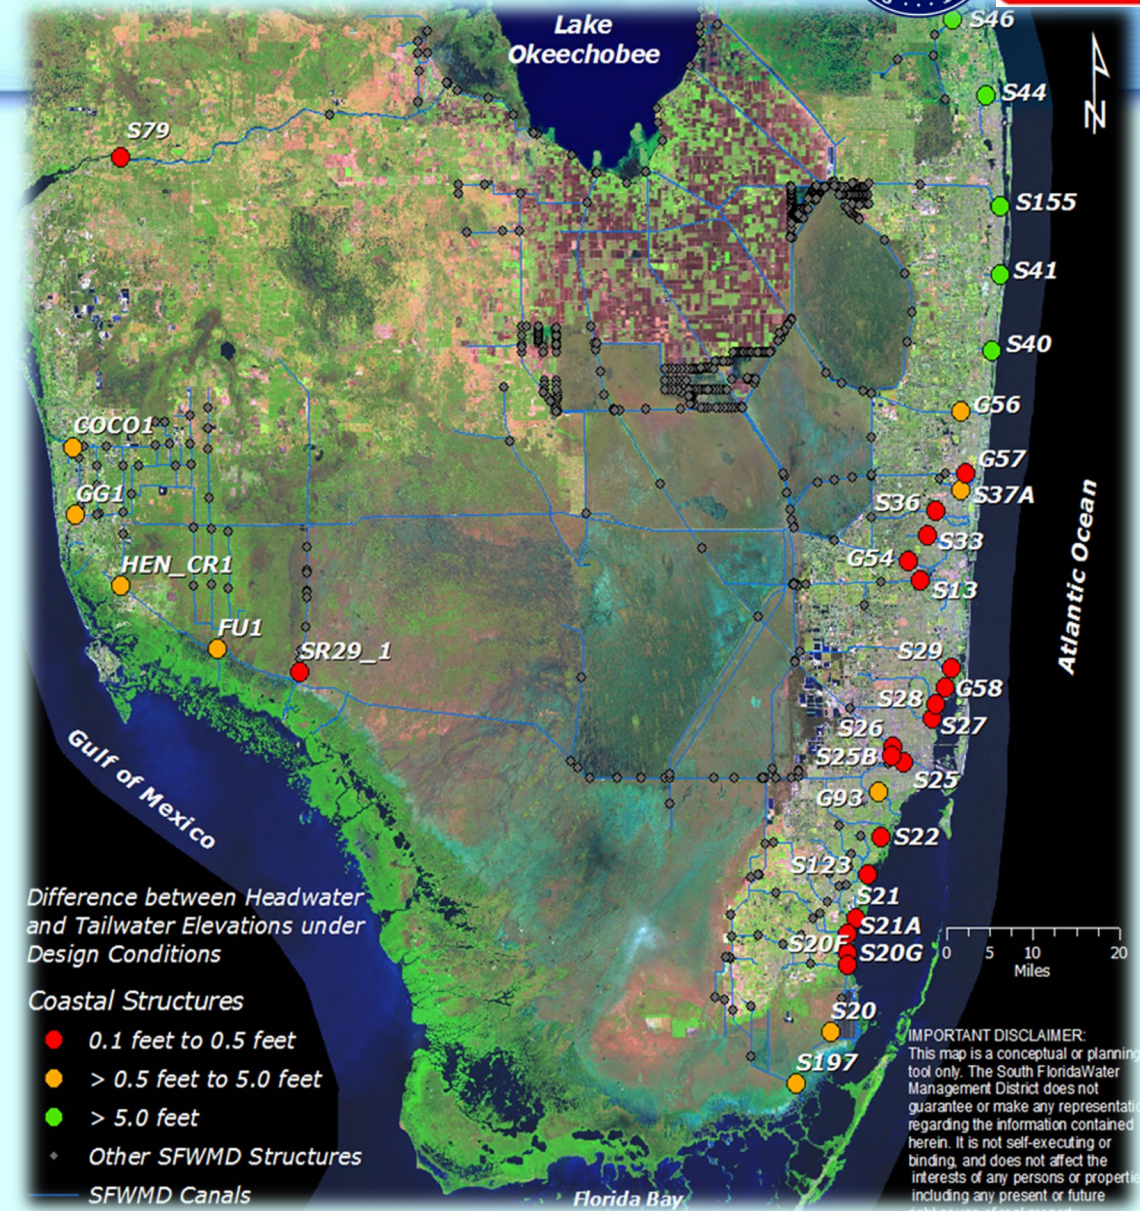 Lake
Okeechobee
S46
S44
S79
S155
S41
S40
COCO1
G56
G57
GG1
S36
S37A
S33
G54
HEN_CR1
S13
FU1
SR29_1
S29
G58
S28
S26
S27
S25B
S25
G93
S22
S123
S21
S21A
S20F
S20G
S20
S197
N
Atlantic Ocean
Gulf of Mexico
Florida Bay
0 5 10 20
Miles
Difference between Headwater
and Tailwater Elevations under
Design Conditions
Coastal Structures
0.1 feet to 0.5 feet
> 0.5 feet to 5.0 feet
> 5.0 feet
Other SFWMD Structures
SFWMD Canals
IMPORTANT DISCLAIMER:
This map is a conceptual or planning
tool only. The South FloridaWater
Management District does not
guarantee or make any representati
regarding the information contained
herein. It is not self-executing or
binding, and does not affect the
interests of any persons or propertie
including any present or future